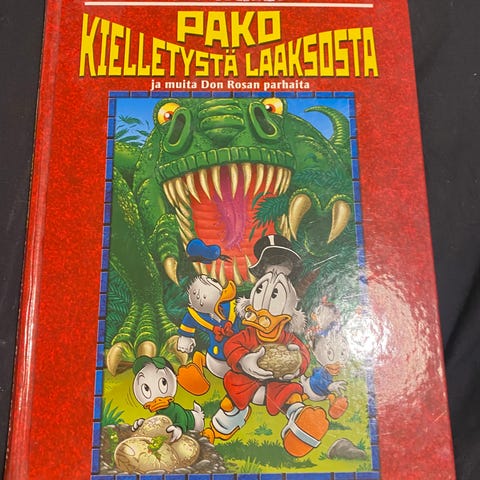 PAKO
KIELLETYSTÄ LAAKSOSTA
ja muita Don Rosan parhaita